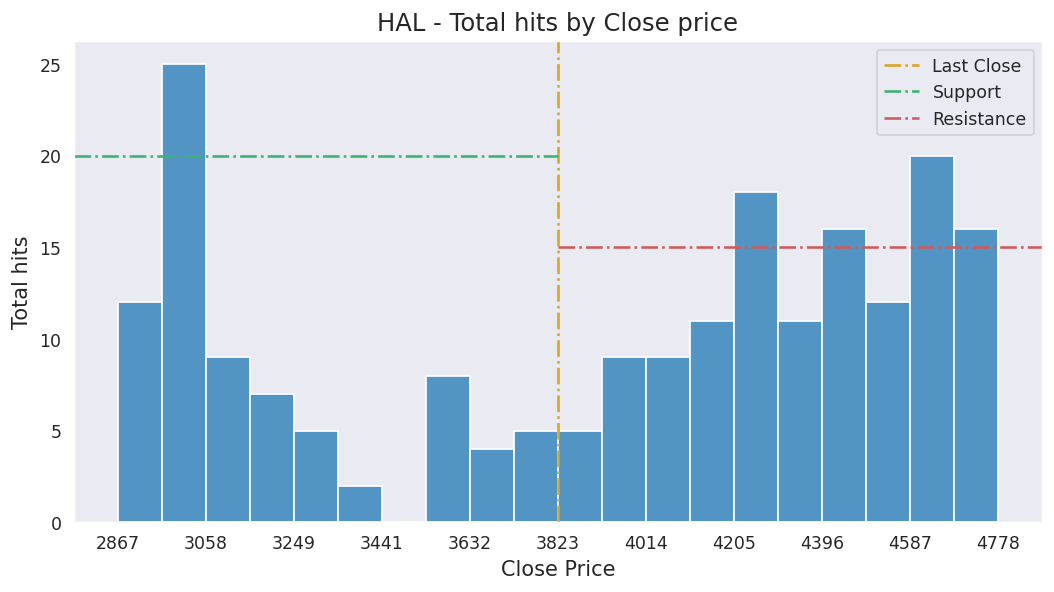 HAL - Total hits by Close price
Last Close
Support
Resistance
Total hits
25
20
15
10
5
0
2867 3058 3249 3441 3632 3823 4014 4205 4396 4587 4778
Close Price